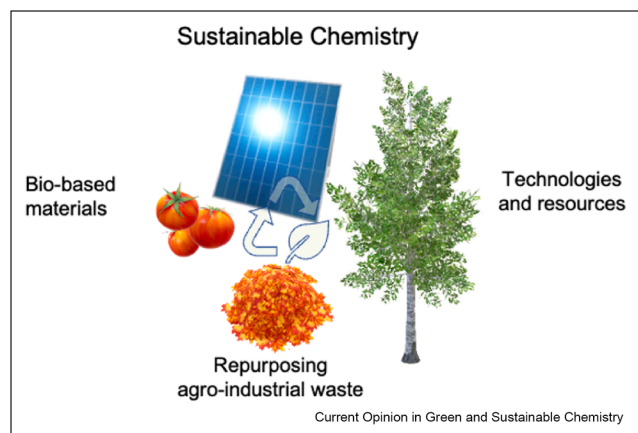 Sustainable Chemistry
Bio-based
materials
Technologies
and resources
Repurposing
agro-industrial waste
Current Opinion in Green and Sustainable Chemistry